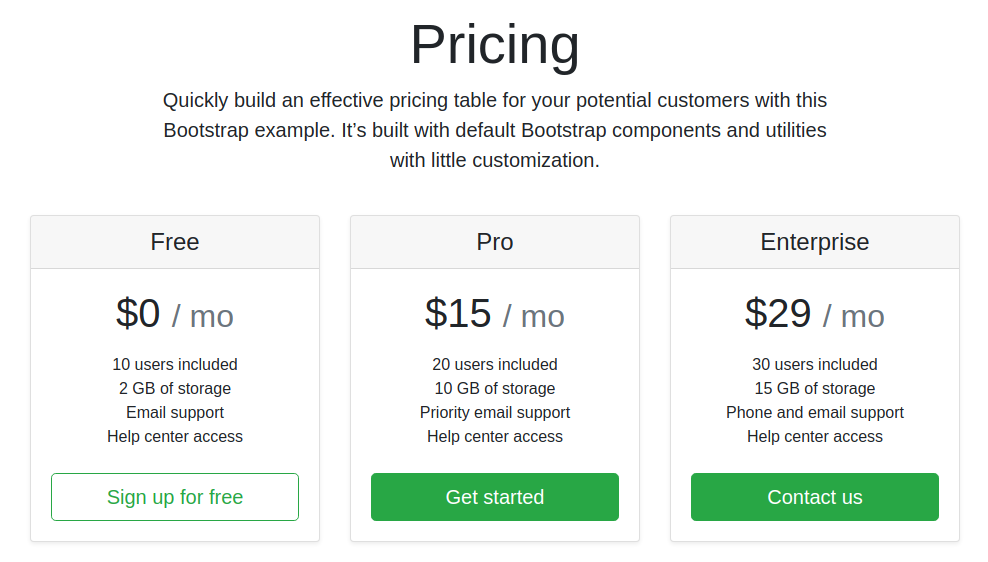 Pricing
Quickly build an effective pricing table for your potential customers with this
Bootstrap example. It’s built with default Bootstrap components and utilities
with little customization.
Free
$0 / mo
10 users included
2 GB of storage
Email support
Help center access
Sign up for free
Pro
$15 / mo
20 users included
10 GB of storage
Priority email support
Help center access
Get started
Enterprise
$29 / mo
30 users included
15 GB of storage
Phone and email support
Help center access
Contact us